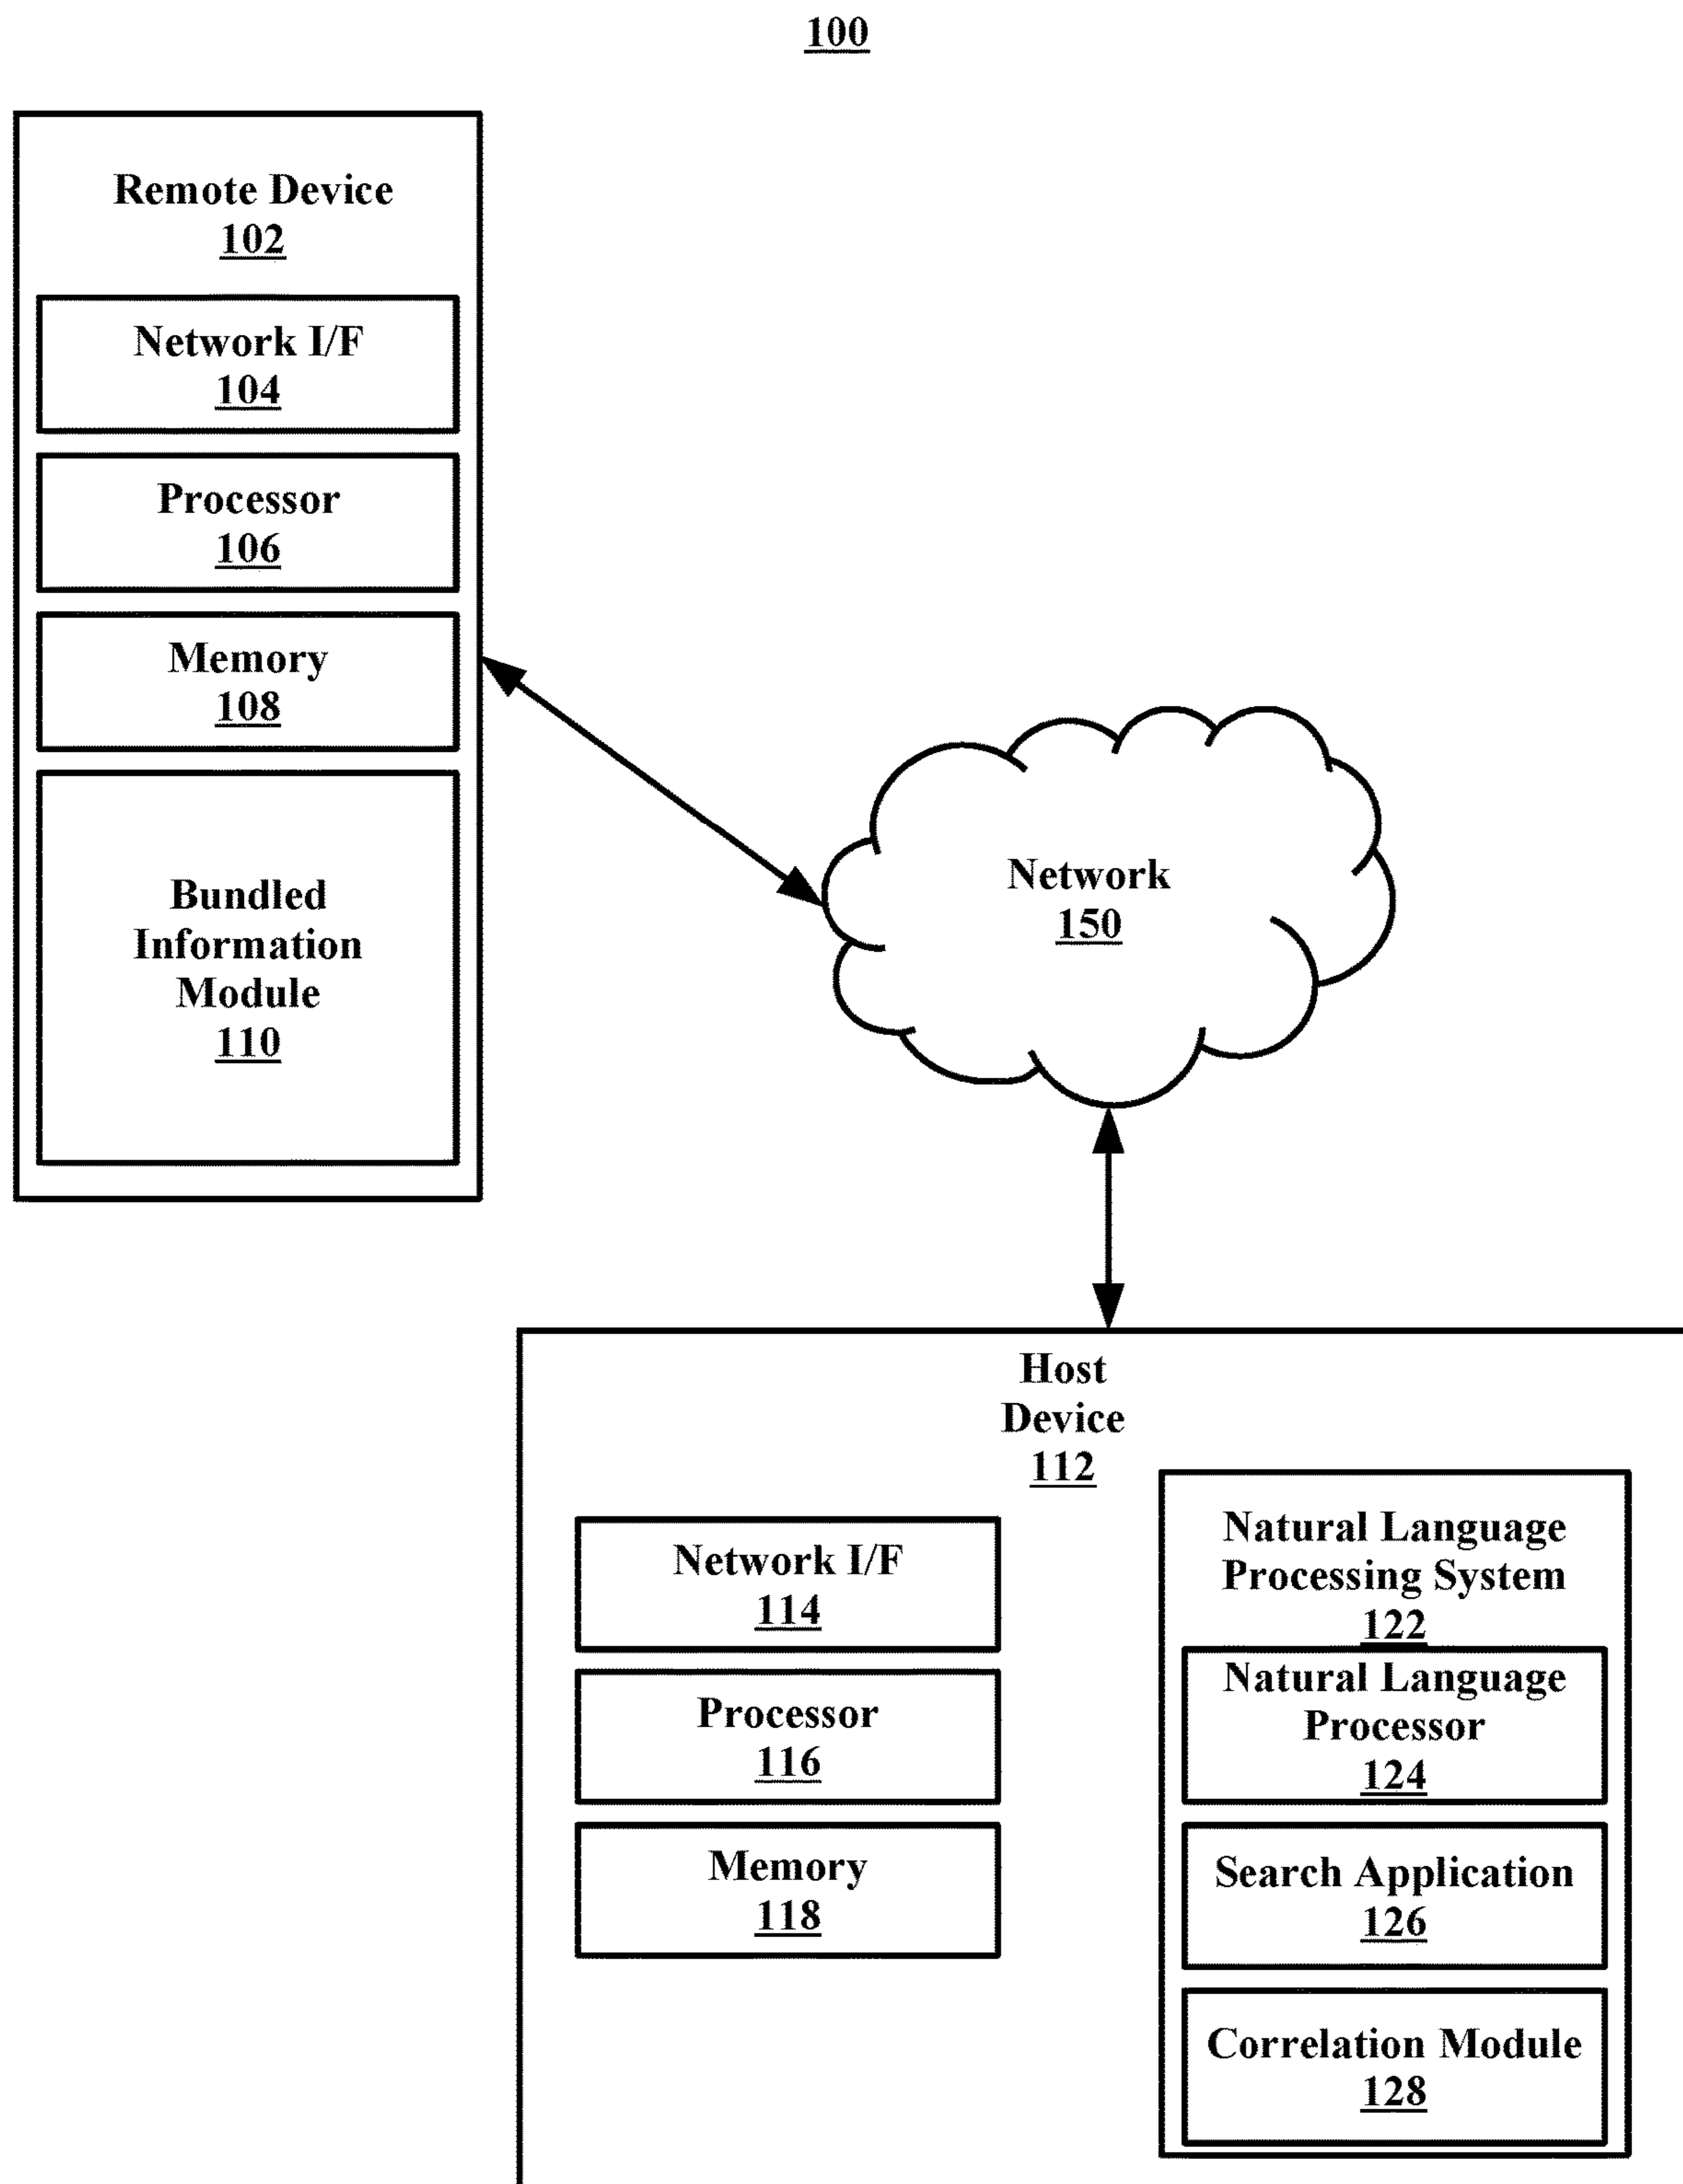 100
Remote Device
102
Network I/F
104
Processor
106
Memory
108
Bundled
Information
Module
110
Network
150
Host
Device
112
Network I/F
114
Processor
116
Memory
118
Natural Language
Processing System
122
Natural Language
Processor
124
Search Application
126
Correlation Module
128